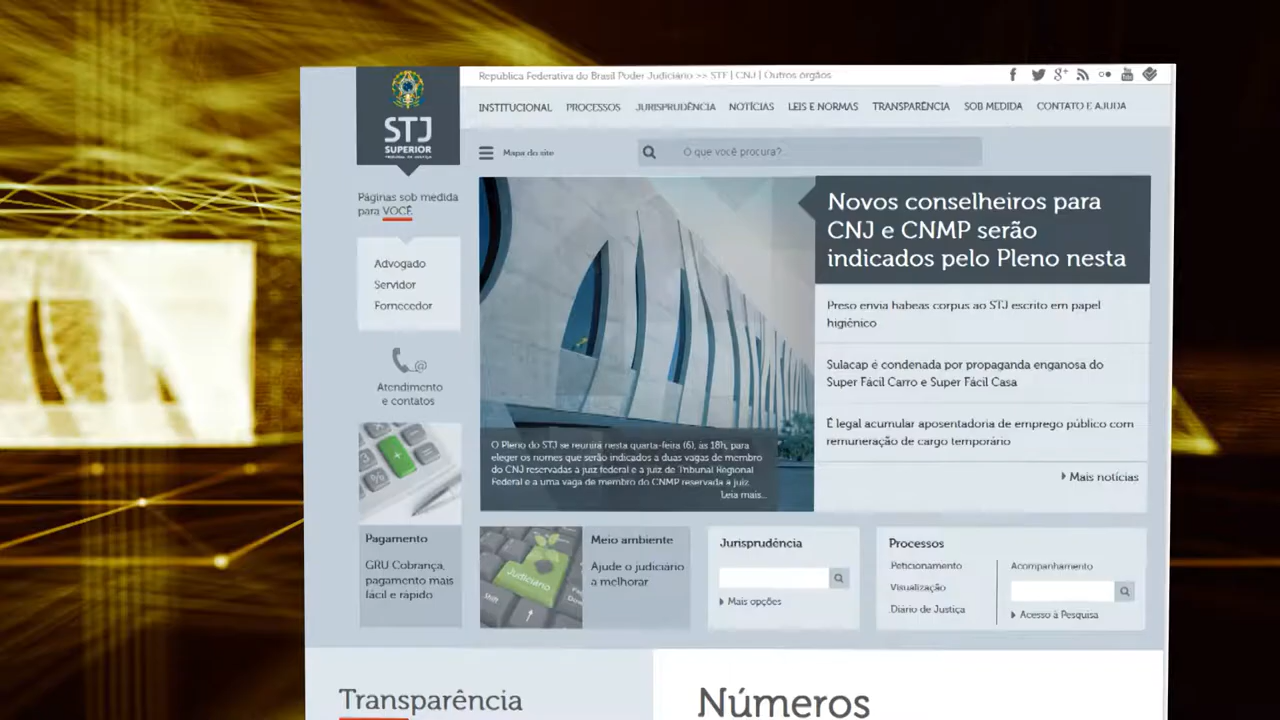 República Federativa do Brasil Poder Judiciário >> STF | CNJ | Outros órgãos
STJ
SUPERIOR
TRIBUNAL DE JUSTIÇA
INSTITUCIONAL PROCESSOS JURISPRUDÊNCIA NOTÍCIAS LEIS E NORMAS TRANSPARÊNCIA SOB MEDIDA CONTATO E AJUDA
Mapa do site
O que você procura?...
Páginas sob medida
para VOCÊ
Advogado
Servidor
Fornecedor
Atendimento
e contatos
Novos conselheiros para
CNJ e CNMP serão
indicados pelo Pleno nesta
Preso envia habeas corpus ao STJ escrito em papel
higiênico
Sulacap é condenada por propaganda enganosa do
Super Fácil Carro e Super Fácil Casa
É legal acumular aposentadoria de emprego público com
remuneração de cargo temporário
Mais notícias
O Pleno do STJ se reunirá nesta quarta-feira (6), às 18h, para
eleger os nomes que serão indicados a duas vagas de membro
do CNJ reservadas a juiz federal e a juiz de Tribunal Regional
Federal e a uma vaga de membro do CNMP reservada a juiz
Leia mais...
Pagamento
GRU Cobrança,
pagamento mais
fácil e rápido
Judiciário
Shift
Meio ambiente
Ajude o judiciário
a melhorar
Jurisprudência
Mais opções
Processos
Peticionamento
Visualização
Diário de Justiça
Acompanhamento
Acesso à Pesquisa
Transparência
Números